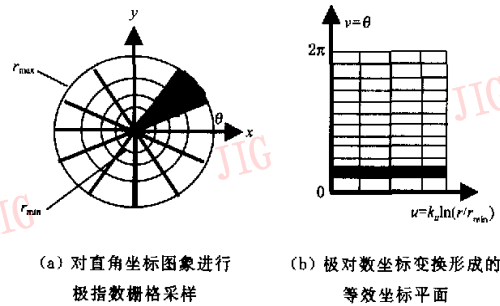 y
r_max
θ
x
r_min
(a) 对直角坐标图象进行
极指数栅格采样
v=θ
2π
0
u=k_u ln(r/r_min)
(b) 极对数坐标变换形成的
等效坐标平面
JIG
JIG
JIG